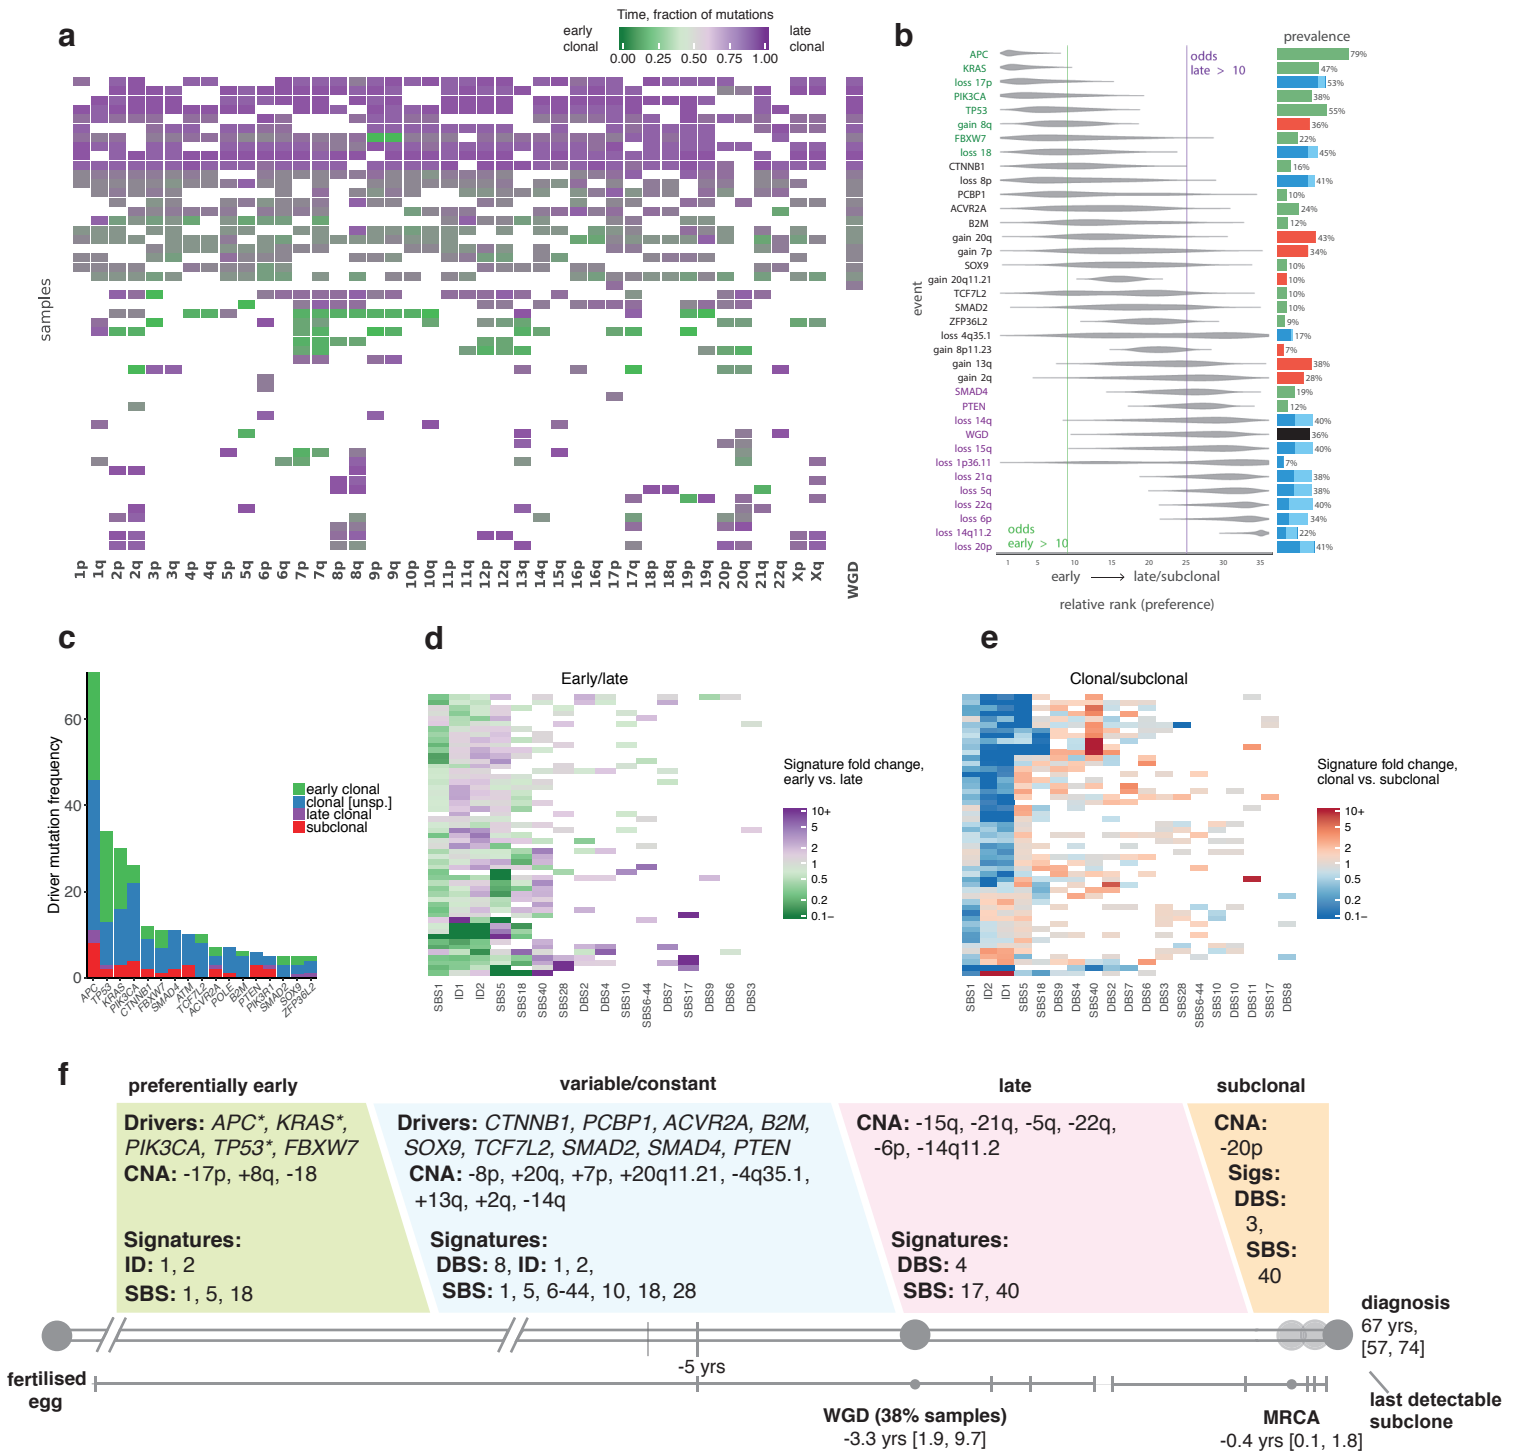 a
Time, fraction of mutations
early
clonal
late
clonal
0.00 0.25 0.50 0.75 1.00
samples
1p 1q 2p 2q 3p 3q 4p 4q 5p 5q 6p 6q 7p 7q 8p 8q 9p 9q 10p 10q 11p 11q 12p 12q 13q 14q 15q 16p 16q 17p 17q 18p 18q 19p 19q 20p 20q 21q 22q Xp Xq WGD
b
prevalence
odds
late > 10
event
APC 79%
KRAS 47%
loss 17p 53%
PIK3CA 38%
TP53 55%
gain 8q 36%
FBXW7 22%
loss 18 45%
CTNNB1 16%
loss 8p 41%
PCBP1 10%
ACVR2A 24%
B2M 12%
gain 20q 43%
gain 7p 34%
SOX9 10%
gain 20q11.21 10%
TCF7L2 10%
SMAD2 10%
ZFP36L2 9%
loss 4q35.1 17%
gain 8p11.23 7%
gain 13q 38%
gain 2q 28%
SMAD4 19%
PTEN 12%
loss 14q 40%
WGD 36%
loss 15q 40%
loss 1p36.11 7%
loss 21q 38%
loss 5q 38%
loss 22q 40%
loss 6p 34%
loss 14q11.2 22%
loss 20p 41%
odds
early > 10
1 5 10 15 20 25 30 35
early → late/subclonal
relative rank (preference)
c
Driver mutation frequency
60
40
20
0
early clonal
clonal [unsp.]
late clonal
subclonal
APC TP53 KRAS PIK3CA CTNNB1 FBXW7 SMAD4 ATM TCF7L2 ACVR2A POLE B2M PTEN PIK3R1 SMAD2 SOX9 ZFP36L2
d
Early/late
Signature fold change,
early vs. late
10+
5
2
1
0.5
0.2
0.1−
SBS1 ID1 ID2 SBS5 SBS18 SBS40 SBS28 DBS2 DBS4 SBS10 SBS6-44 DBS7 SBS17 DBS9 DBS6 DBS3
e
Clonal/subclonal
Signature fold change,
clonal vs. subclonal
10+
5
2
1
0.5
0.2
0.1−
SBS1 ID2 ID1 SBS5 SBS18 DBS9 DBS4 SBS40 DBS2 DBS7 DBS6 DBS3 SBS28 SBS6-44 SBS10 DBS10 DBS11 SBS17 DBS8
f
preferentially early
variable/constant
late
subclonal
Drivers: APC*, KRAS*,
PIK3CA, TP53*, FBXW7
CNA: -17p, +8q, -18
Signatures:
ID: 1, 2
SBS: 1, 5, 18
Drivers: CTNNB1, PCBP1, ACVR2A, B2M,
SOX9, TCF7L2, SMAD2, SMAD4, PTEN
CNA: -8p, +20q, +7p, +20q11.21, -4q35.1,
+13q, +2q, -14q
Signatures:
DBS: 8, ID: 1, 2,
SBS: 1, 5, 6-44, 10, 18, 28
CNA: -15q, -21q, -5q, -22q,
-6p, -14q11.2
Signatures:
DBS: 4
SBS: 17, 40
CNA:
-20p
Sigs:
DBS:
3,
SBS:
40
diagnosis
67 yrs,
[57, 74]
-5 yrs
fertilised
egg
WGD (38% samples)
-3.3 yrs [1.9, 9.7]
MRCA
-0.4 yrs [0.1, 1.8]
last detectable
subclone